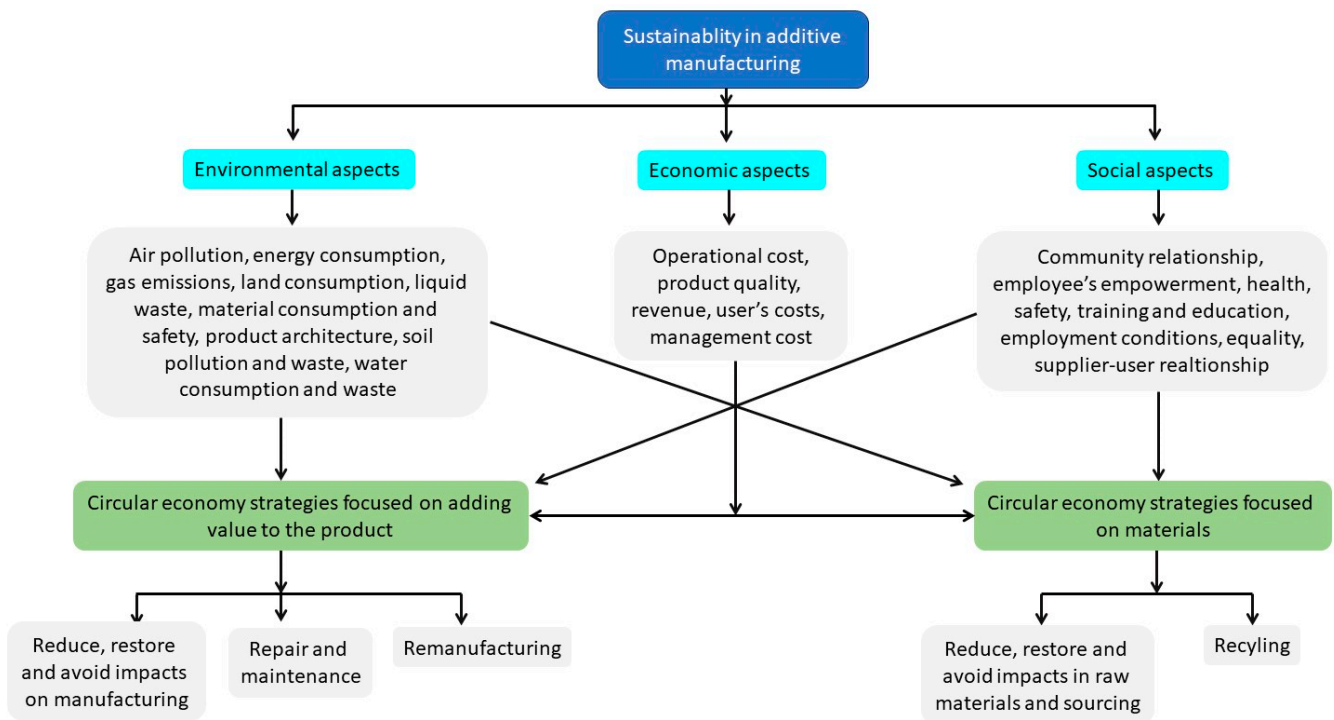 Sustainablity in additive
manufacturing
Environmental aspects
Economic aspects
Social aspects
Air pollution, energy consumption,
gas emissions, land consumption, liquid
waste, material consumption and
safety, product architecture, soil
pollution and waste, water
consumption and waste
Operational cost,
product quality,
revenue, user’s costs,
management cost
Community relationship,
employee’s empowerment, health,
safety, training and education,
employment conditions, equality,
supplier-user realtionship
Circular economy strategies focused on adding
value to the product
Circular economy strategies focused
on materials
Reduce, restore
and avoid impacts
on manufacturing
Repair and
maintenance
Remanufacturing
Reduce, restore and
avoid impacts in raw
materials and sourcing
Recyling